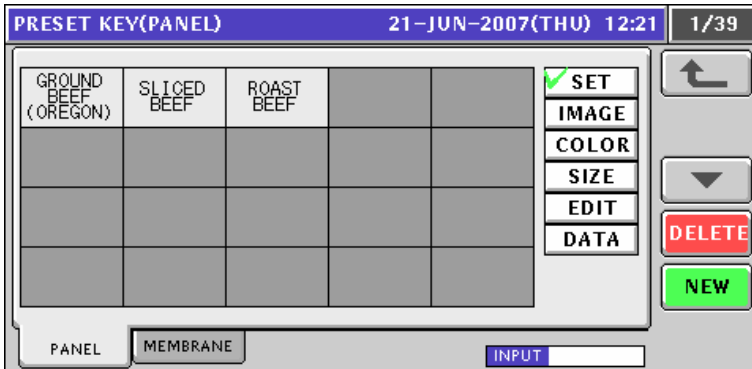 PRESET KEY(PANEL) 21-JUN-2007(THU) 12:21 1/39
GROUND
BEEF
(OREGON)
SLICED
BEEF
ROAST
BEEF
SET
IMAGE
COLOR
SIZE
EDIT
DATA
DELETE
NEW
PANEL
MEMBRANE
INPUT